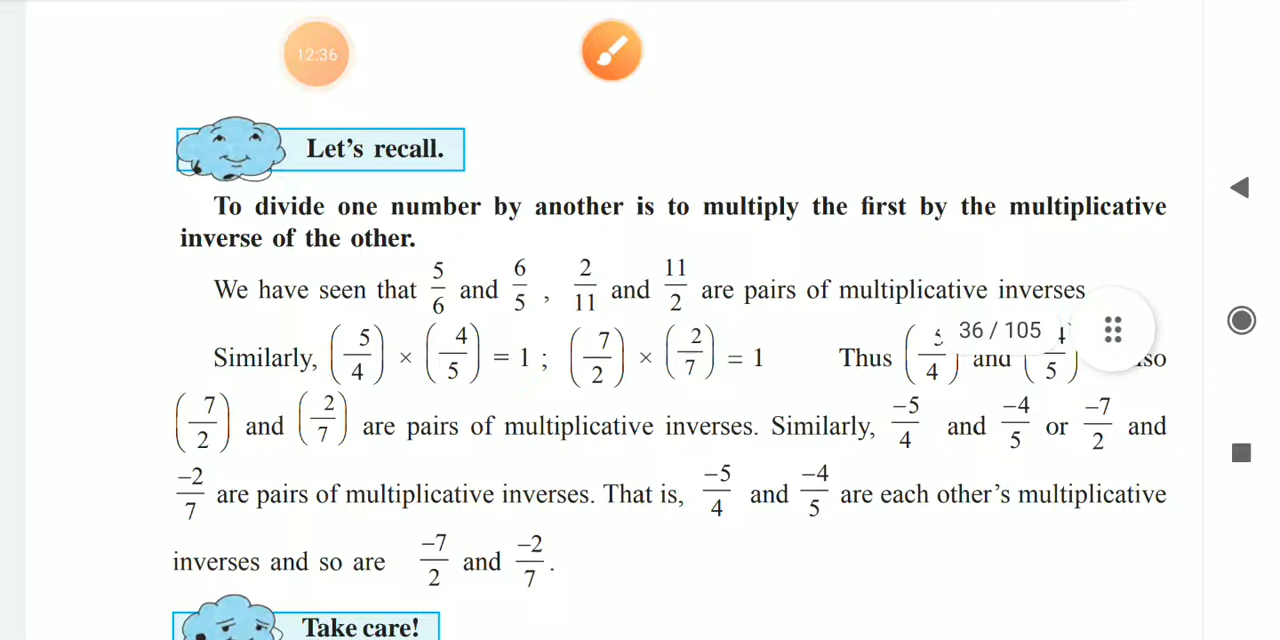 12:36
Let's recall.
To divide one number by another is to multiply the first by the multiplicative
inverse of the other.
We have seen that 5/6 and 6/5 , 2/11 and 11/2 are pairs of multiplicative inverses
Similarly, (5/4) × (4/5) = 1 ; (7/2) × (2/7) = 1 Thus (5/4) and
36 / 105
(7/2) and (2/7) are pairs of multiplicative inverses. Similarly, -5/4 and -4/5 or -7/2 and
-2/7 are pairs of multiplicative inverses. That is, -5/4 and -4/5 are each other's multiplicative
inverses and so are -7/2 and -2/7 .
Take care!